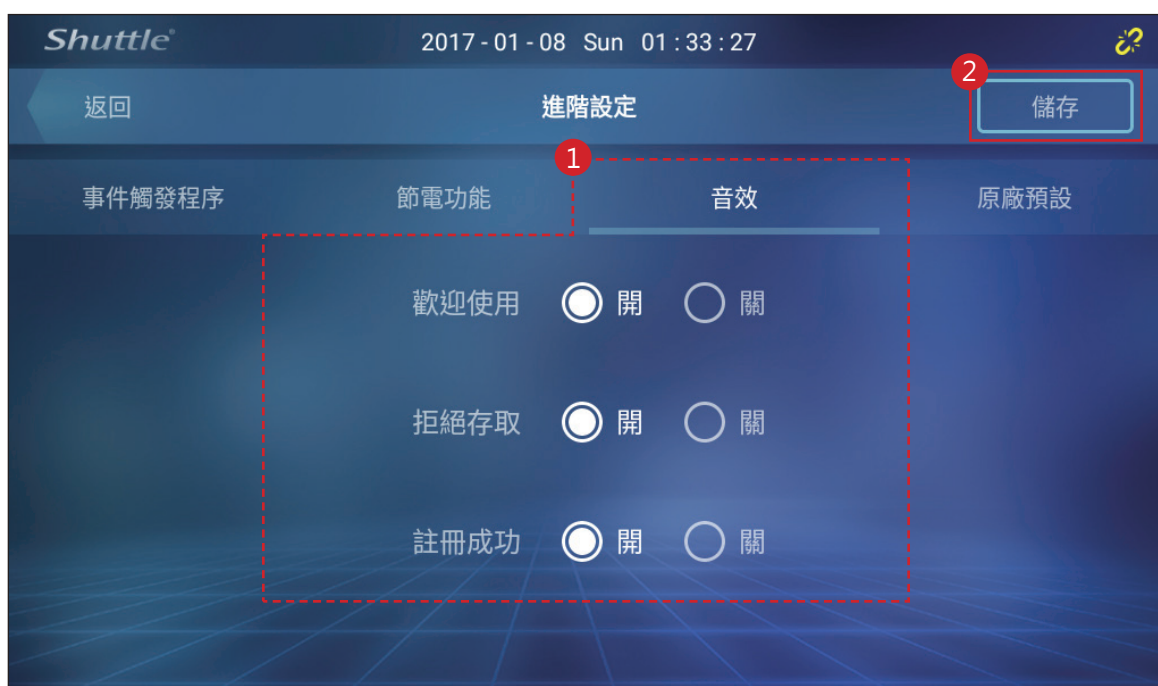 Shuttle® 2017-01-08 Sun 01:33:27
2
返回 進階設定 儲存
1
事件觸發程序 節電功能 音效 原廠預設
歡迎使用 開 關
拒絕存取 開 關
註冊成功 開 關